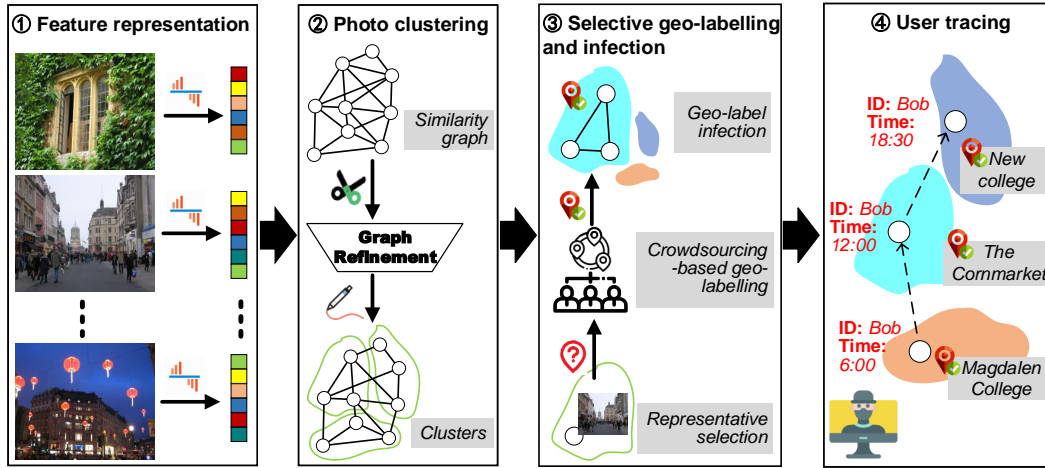 ① Feature representation
② Photo clustering
Similarity
graph
Graph
Refinement
Clusters
③ Selective geo-labelling
and infection
Geo-label
infection
Crowdsourcing
-based geo-
labelling
?
Representative
selection
④ User tracing
ID: Bob
Time:
18:30
New
college
ID: Bob
Time:
12:00
The
Cornmarket
ID: Bob
Time:
6:00
Magdalen
College